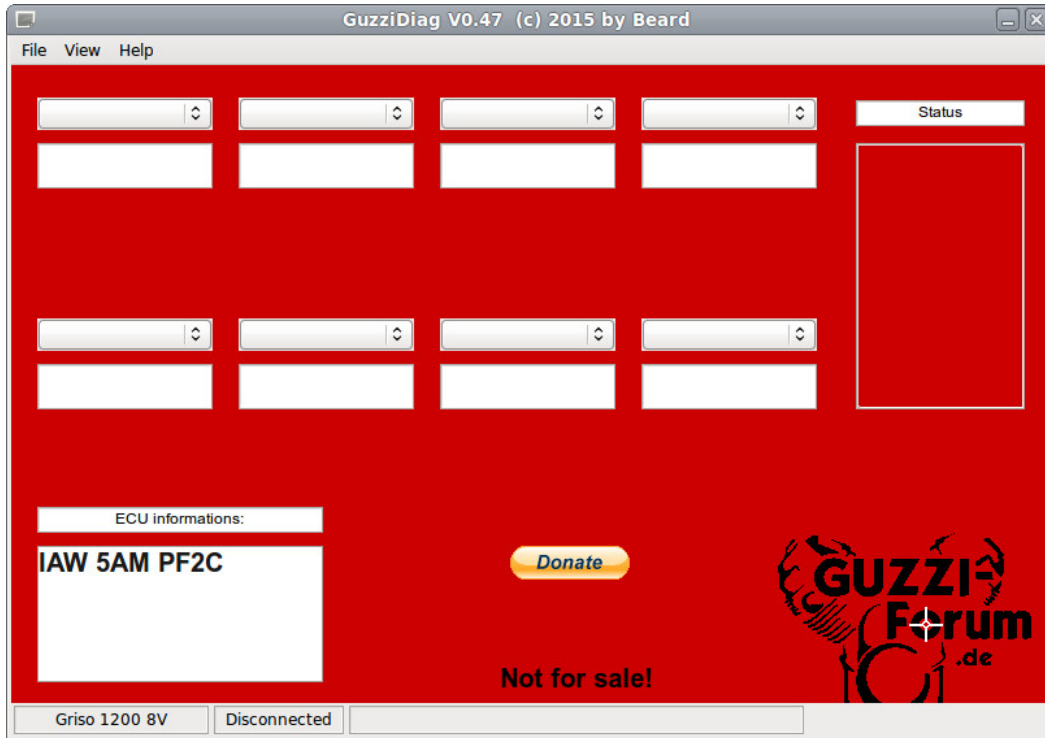 GuzziDiag V0.47 (c) 2015 by Beard
File View Help
Status
ECU informations:
IAW 5AM PF2C
Donate
GUZZI-
Forum
.de
Not for sale!
Griso 1200 8V Disconnected